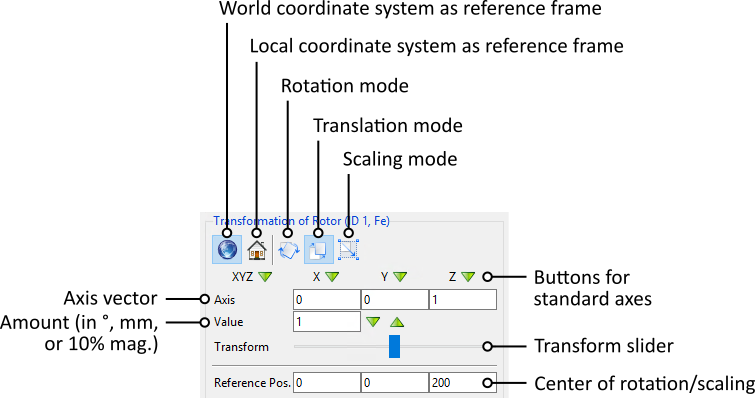 World coordinate system as reference frame
Local coordinate system as reference frame
Rotation mode
Translation mode
Scaling mode
Transformation of Rotor (ID 1, Fe)
XYZ X Y Z
Buttons for
standard axes
Axis vector
Axis 0 0 1
Amount (in °, mm,
or 10% mag.)
Value 1
Transform
Transform slider
Reference Pos. 0 0 200
Center of rotation/scaling